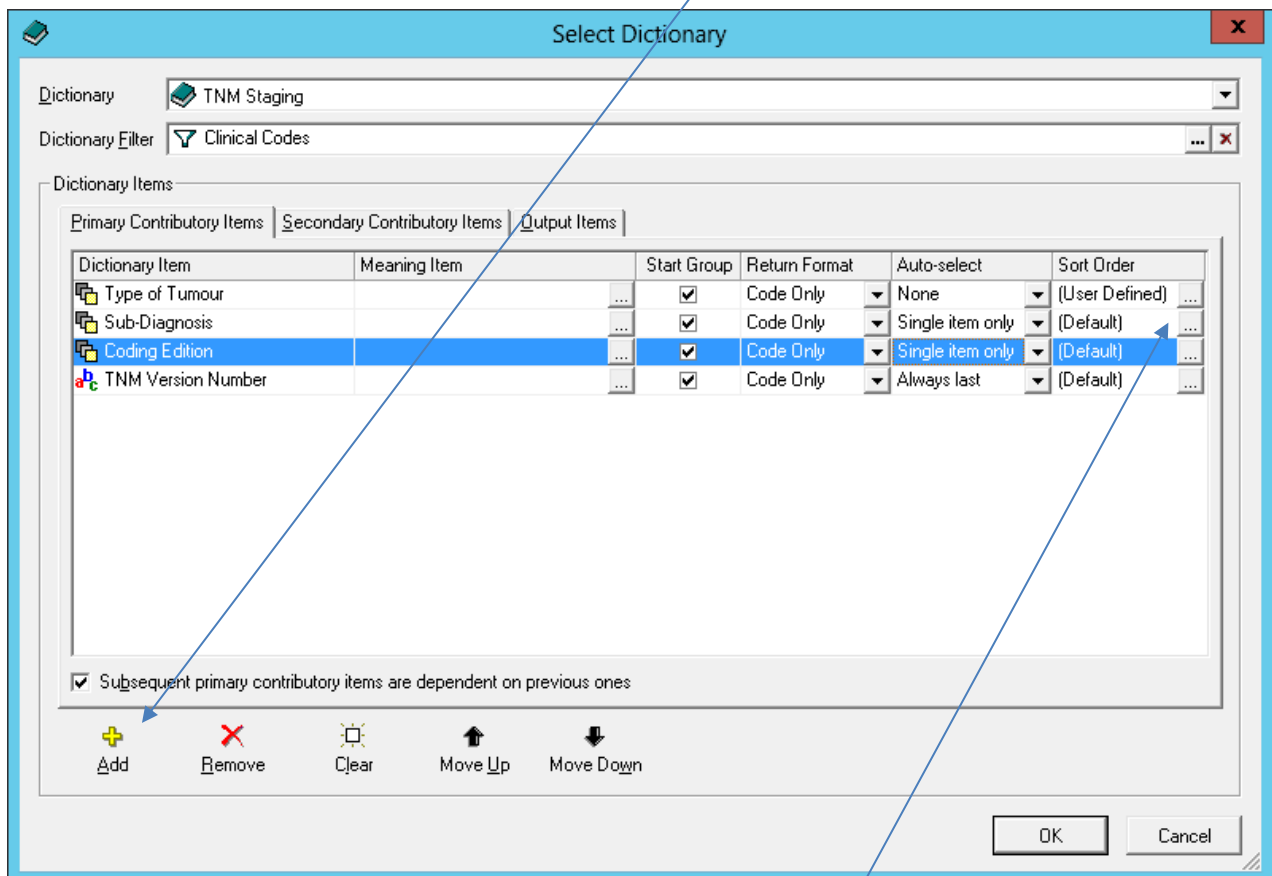 Select Dictionary
x
Dictionary TNM Staging
Dictionary Filter Clinical Codes ... x
Dictionary Items
Primary Contributory Items Secondary Contributory Items Output Items
Dictionary Item Meaning Item Start Group Return Format Auto-select Sort Order
Type of Tumour ... Code Only None (User Defined) ...
Sub-Diagnosis ... Code Only Single item only (Default) ...
Coding Edition ... Code Only Single item only (Default) ...
abc TNM Version Number ... Code Only Always last (Default) ...
Subsequent primary contributory items are dependent on previous ones
Add Remove Clear Move Up Move Down
OK Cancel